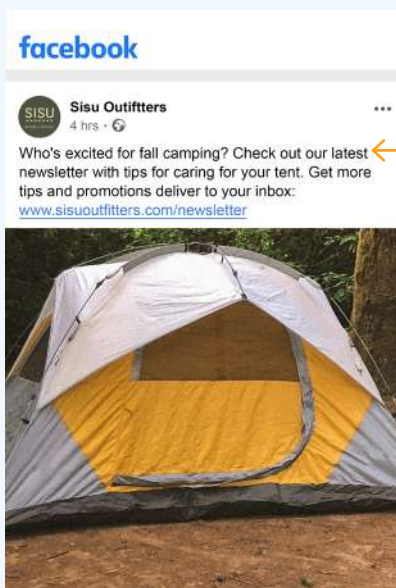 facebook
SISU
Sisu Outiftters
4 hrs ·
Who's excited for fall camping? Check out our latest
newsletter with tips for caring for your tent. Get more
tips and promotions deliver to your inbox:
www.sisuoutfitters.com/newsletter